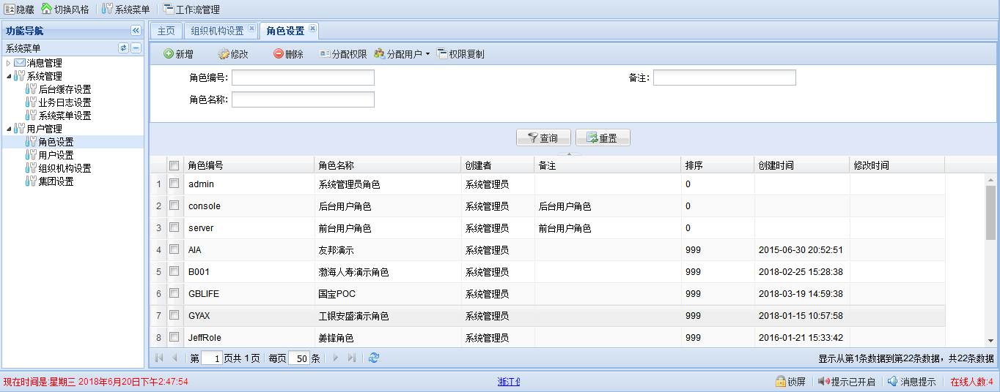 隐藏 切换风格 系统菜单 工作流管理
功能导航
系统菜单
消息管理
系统管理
后台缓存设置
业务日志设置
系统菜单设置
用户管理
角色设置
用户设置
组织机构设置
集团设置
主页 组织机构设置 角色设置
新增 修改 删除 分配权限 分配用户 权限复制
角色编号: 备注:
角色名称:
查询 重置
角色编号 角色名称 创建者 备注 排序 创建时间 修改时间
1 admin 系统管理员角色 系统管理员 0
2 console 后台用户角色 系统管理员 后台用户角色 0
3 server 前台用户角色 系统管理员 前台用户角色 0
4 AIA 友邦演示 系统管理员 999 2015-06-30 20:52:51
5 B001 渤海人寿演示角色 系统管理员 999 2018-02-25 15:28:38
6 GBLIFE 国宝POC 系统管理员 999 2018-03-19 14:59:38
7 GYAX 工银安盛演示角色 系统管理员 999 2018-01-15 10:57:58
8 JeffRole 姜锋角色 系统管理员 999 2016-01-21 15:33:42
第 1 页共 1 页 每页 50 条 显示从第1条数据到第22条数据，共22条数据
现在时间是:星期三 2018年6月20日下午2:47:54 浙江 锁屏 提示已开启 消息提示 在线人数:4